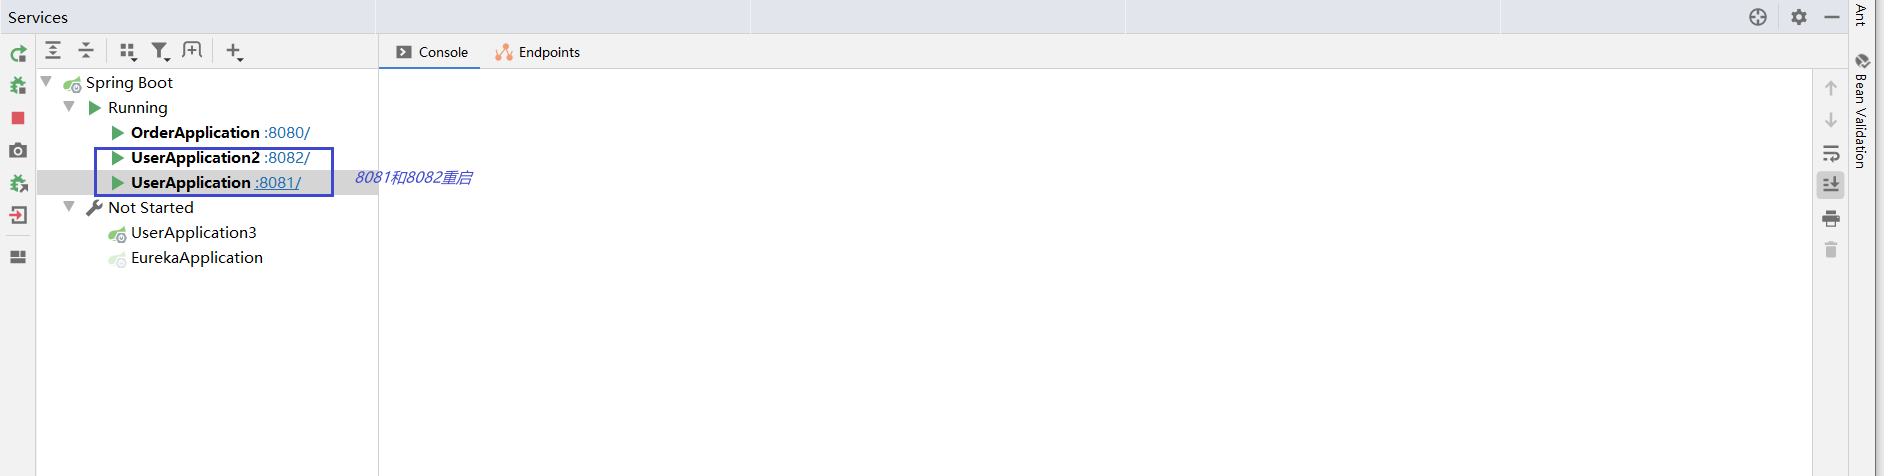 Services
Console
Endpoints
Spring Boot
Running
OrderApplication :8080/
UserApplication2 :8082/
UserApplication :8081/
8081和8082重启
Not Started
UserApplication3
EurekaApplication
Ant
Bean Validation